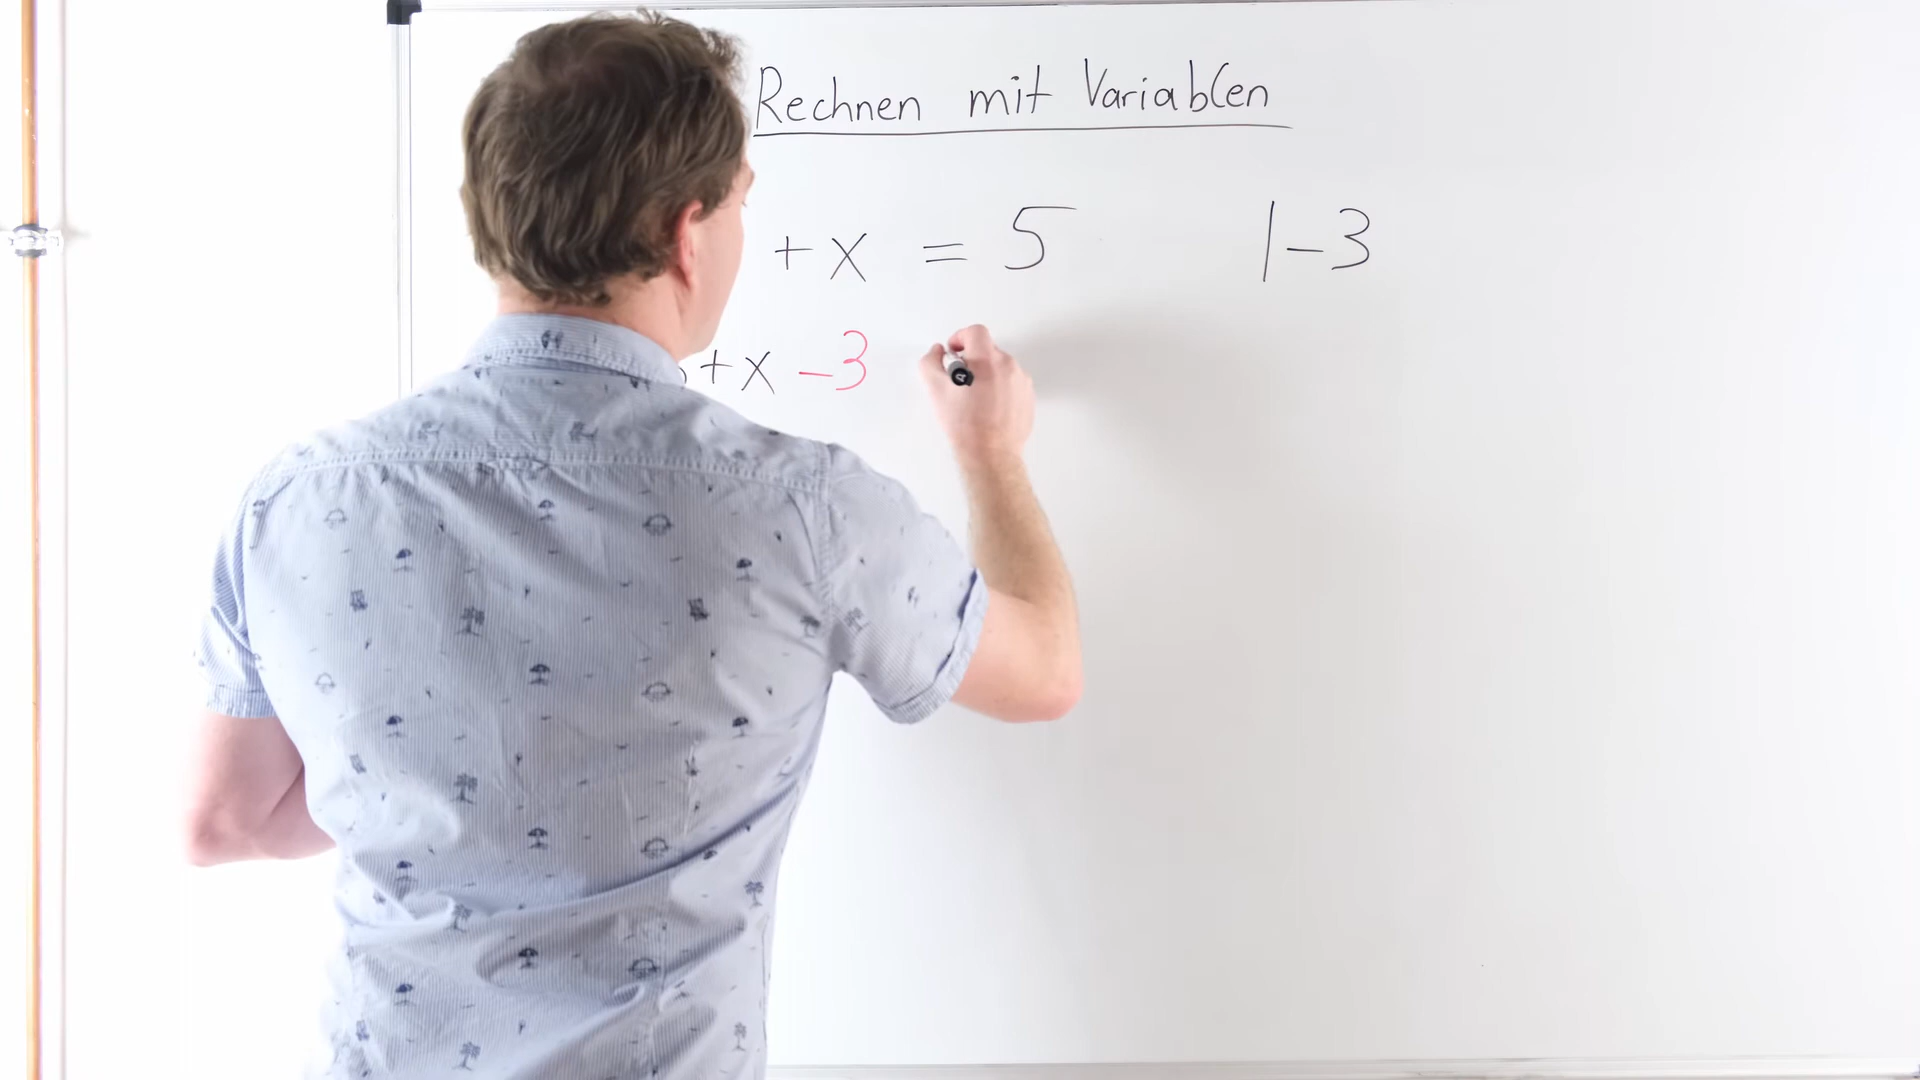 Rechnen mit Variablen
+ x = 5 |-3
+ x -3